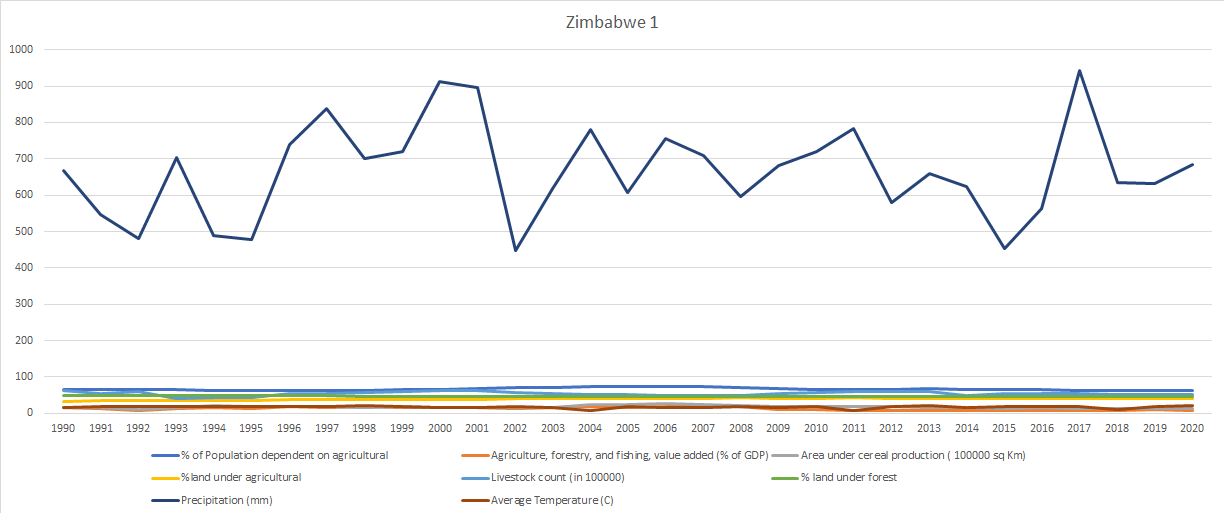 Zimbabwe 1
1000
900
800
700
600
500
400
300
200
100
0
1990 1991 1992 1993 1994 1995 1996 1997 1998 1999 2000 2001 2002 2003 2004 2005 2006 2007 2008 2009 2010 2011 2012 2013 2014 2015 2016 2017 2018 2019 2020
% of Population dependent on agricultural Agriculture, forestry, and fishing, value added (% of GDP) Area under cereal production ( 100000 sq Km)
%land under agricultural Livestock count (in 100000) % land under forest
Precipitation (mm) Average Temperature (C)